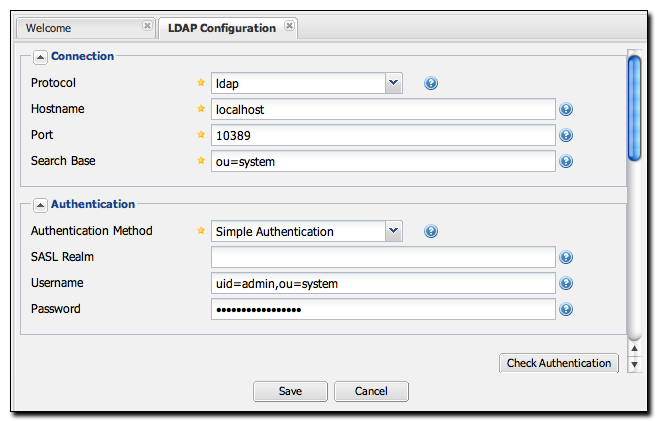 Welcome
LDAP Configuration
Connection
Protocol ldap
Hostname localhost
Port 10389
Search Base ou=system
Authentication
Authentication Method Simple Authentication
SASL Realm
Username uid=admin,ou=system
Password •••••••••••••••••
Check Authentication
Save Cancel